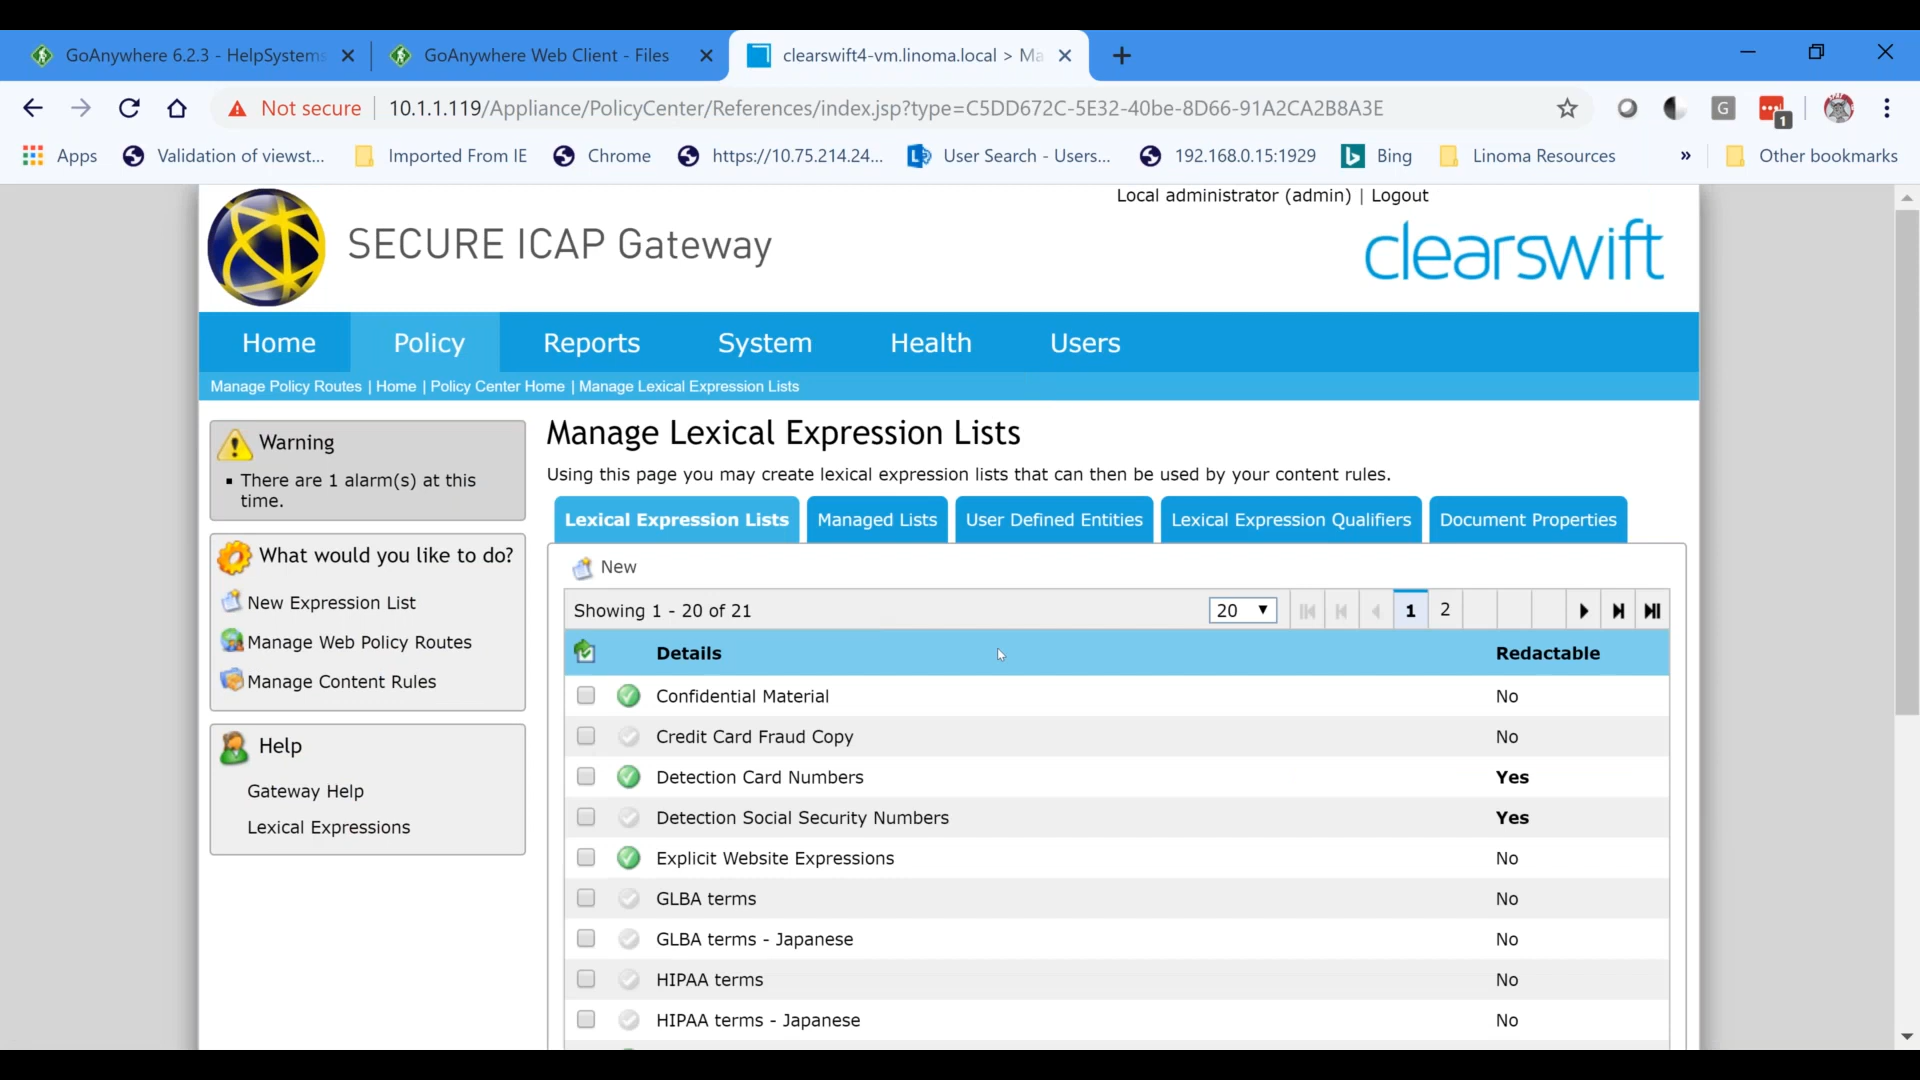 GoAnywhere 6.2.3 - HelpSystems
GoAnywhere Web Client - Files
clearswift4-vm.linoma.local > Ma
Not secure
10.1.1.119/Appliance/PolicyCenter/References/index.jsp?type=C5DD672C-5E32-40be-8D66-91A2CA2B8A3E
G
1
Apps
Validation of viewst...
Imported From IE
Chrome
https://10.75.214.24...
User Search - Users...
192.168.0.15:1929
Bing
Linoma Resources
»
Other bookmarks
Local administrator (admin) | Logout
SECURE ICAP Gateway
clearswift
Home
Policy
Reports
System
Health
Users
Manage Policy Routes | Home | Policy Center Home | Manage Lexical Expression Lists
Warning
There are 1 alarm(s) at this
time.
What would you like to do?
New Expression List
Manage Web Policy Routes
Manage Content Rules
Help
Gateway Help
Lexical Expressions
Manage Lexical Expression Lists
Using this page you may create lexical expression lists that can then be used by your content rules.
Lexical Expression Lists
Managed Lists
User Defined Entities
Lexical Expression Qualifiers
Document Properties
New
Showing 1 - 20 of 21
20
1
2
Details
Redactable
Confidential Material
No
Credit Card Fraud Copy
No
Detection Card Numbers
Yes
Detection Social Security Numbers
Yes
Explicit Website Expressions
No
GLBA terms
No
GLBA terms - Japanese
No
HIPAA terms
No
HIPAA terms - Japanese
No